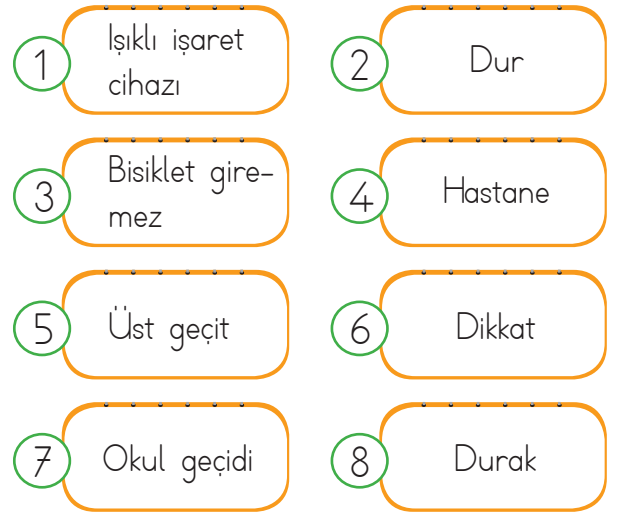 1
Işıklı işaret
cihazı
2
Dur
3
Bisiklet gire-
mez
4
Hastane
5
Üst geçit
6
Dikkat
7
Okul geçidi
8
Durak